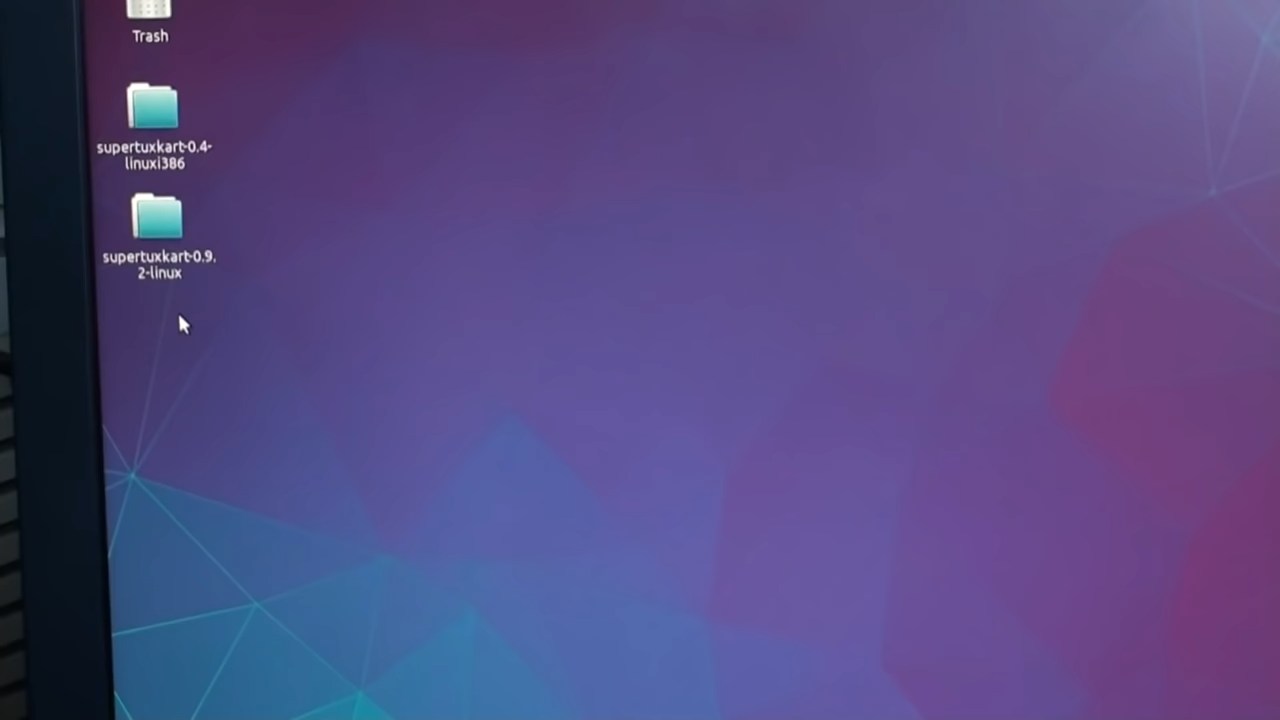 Trash
supertuxkart-0.4-
linuxi386
supertuxkart-0.9.
2-linux